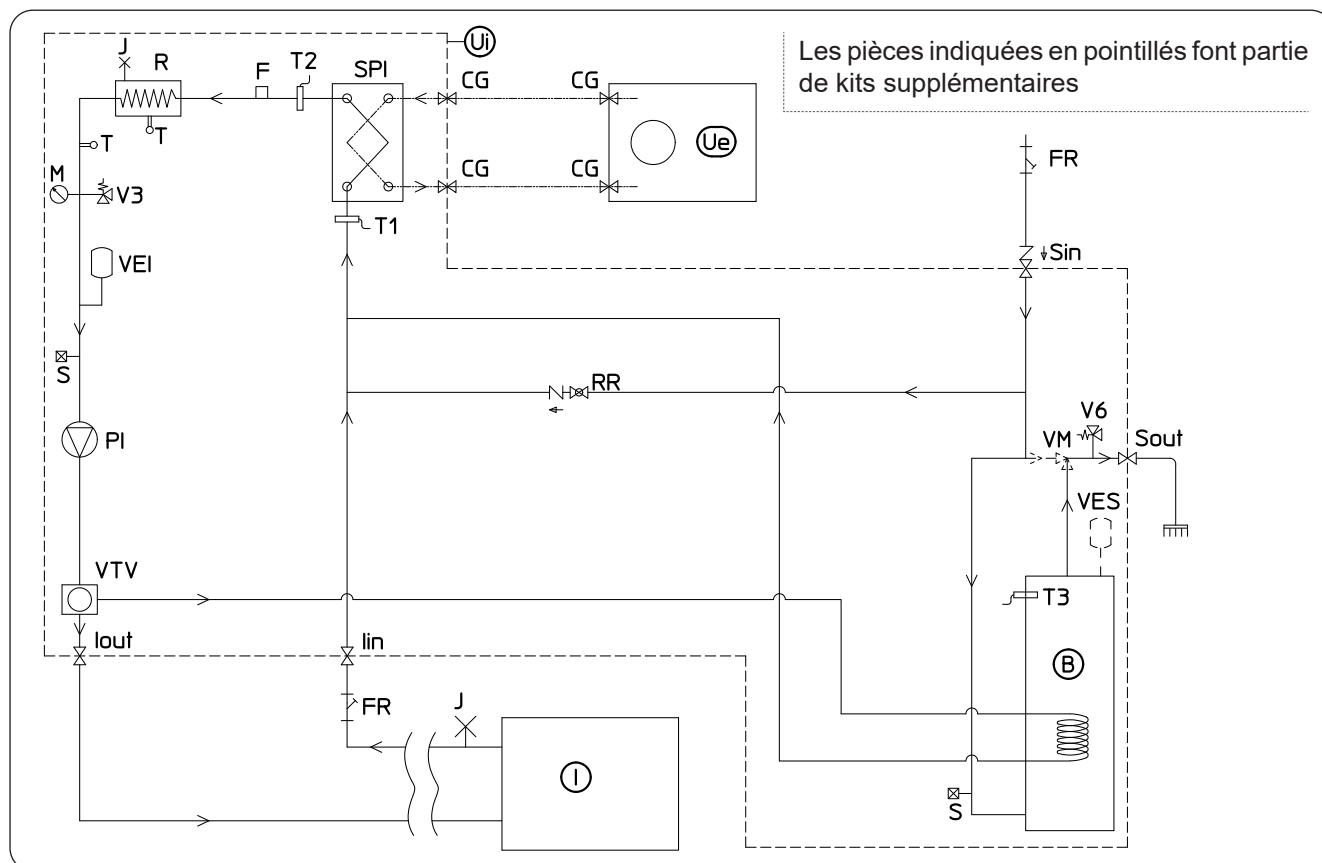 Ui
Les pièces indiquées en pointillés font partie
de kits supplémentaires
J
R
F
T2
SPI
CG
CG
T
T
Ue
M
V3
CG
CG
FR
T1
VEI
Sin
S
RR
PI
V6
VM
Sout
VES
VTV
T3
Iout
Iin
B
FR
J
I
S